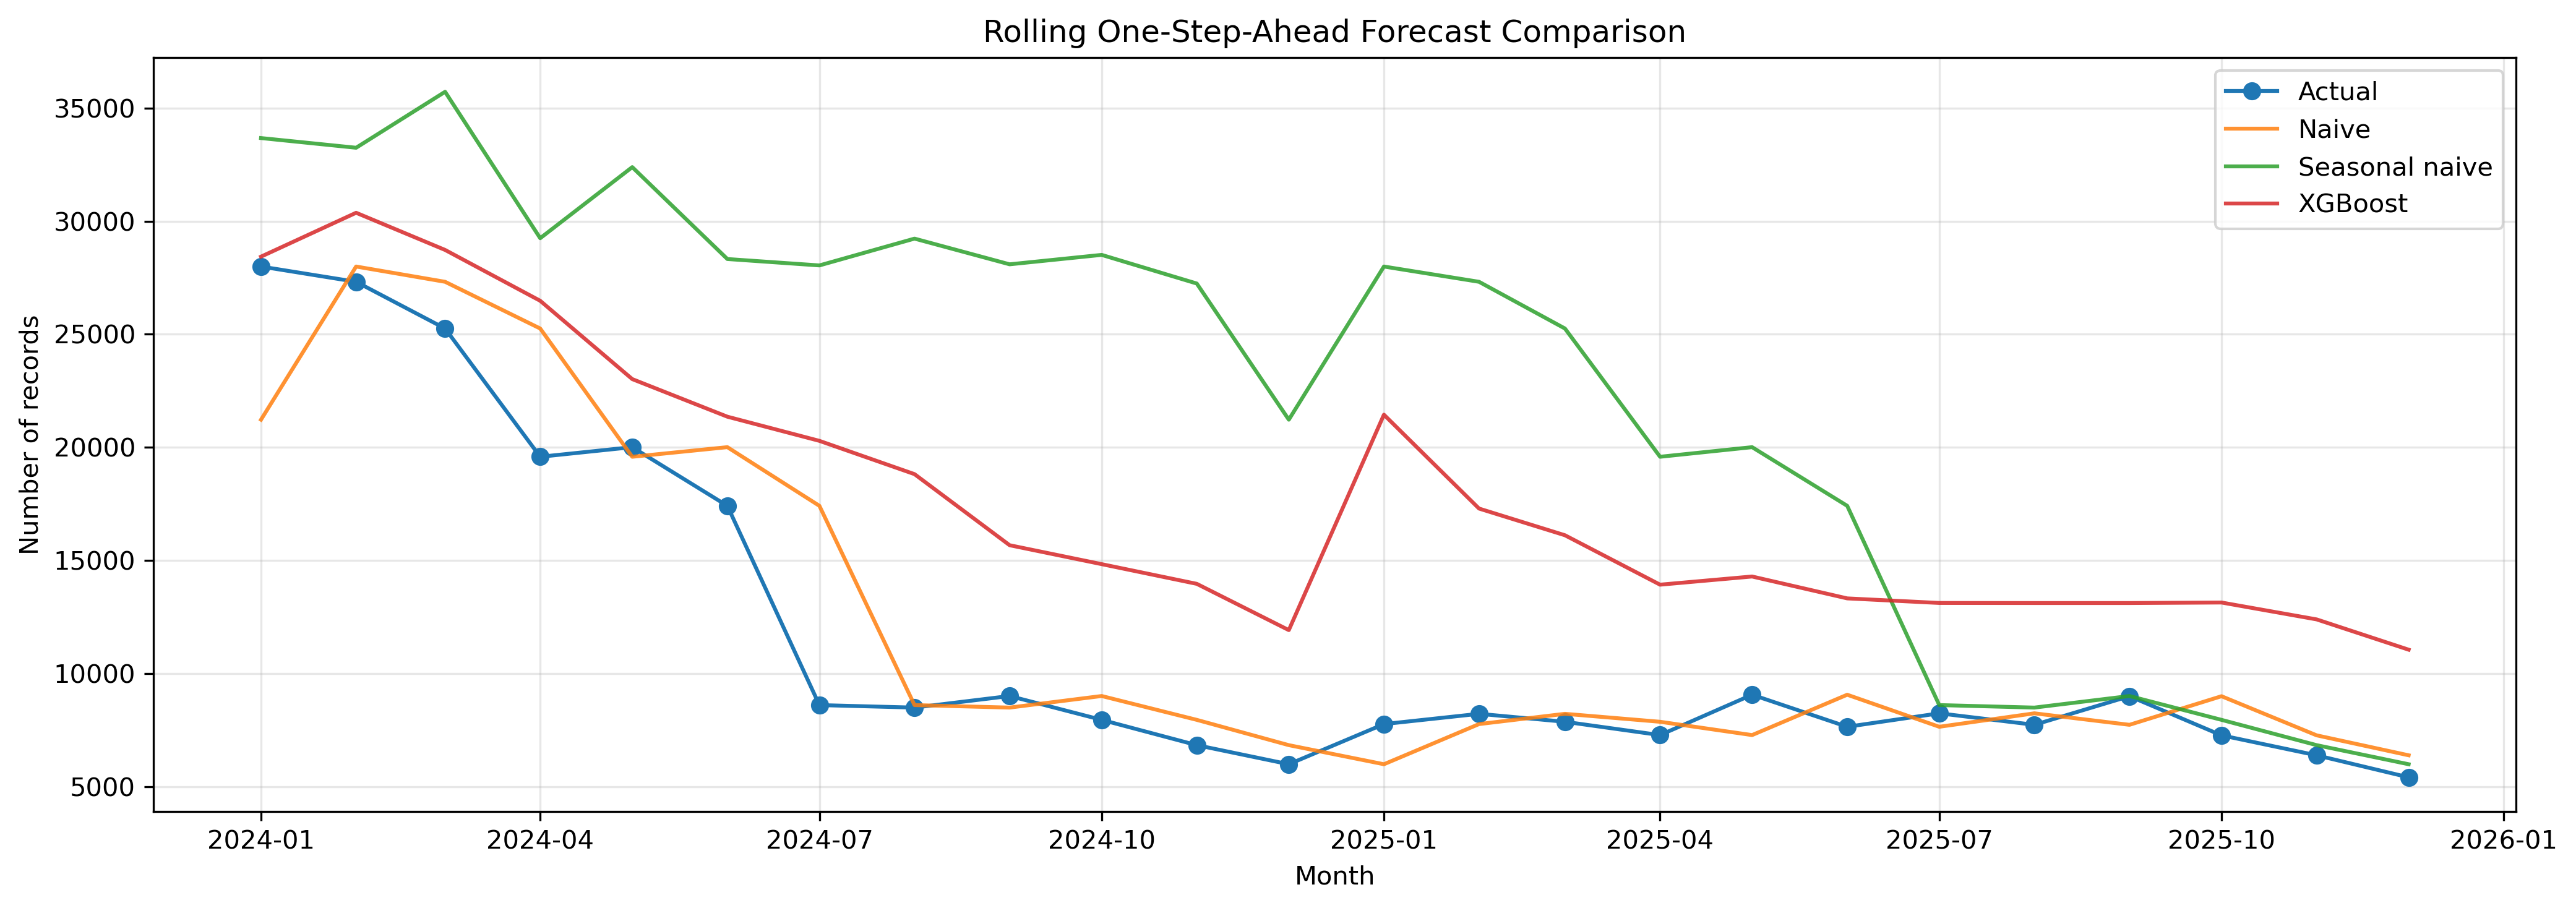 Rolling One-Step-Ahead Forecast Comparison
35000
30000
25000
20000
15000
10000
5000
Number of records
Actual
Naive
Seasonal naive
XGBoost
2024-01 2024-04 2024-07 2024-10 2025-01 2025-04 2025-07 2025-10 2026-01
Month